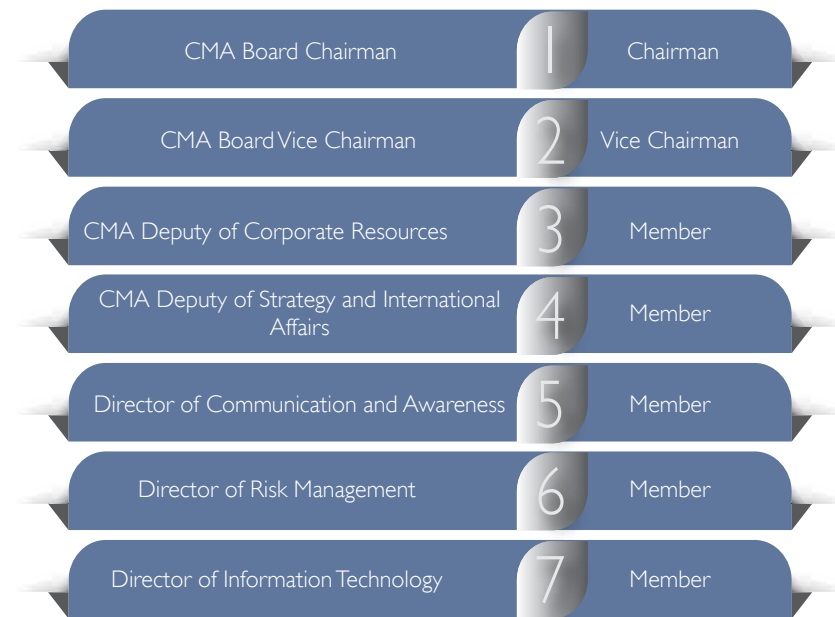 CMA Board Chairman 1 Chairman
CMA Board Vice Chairman 2 Vice Chairman
CMA Deputy of Corporate Resources 3 Member
CMA Deputy of Strategy and International
Affairs 4 Member
Director of Communication and Awareness 5 Member
Director of Risk Management 6 Member
Director of Information Technology 7 Member